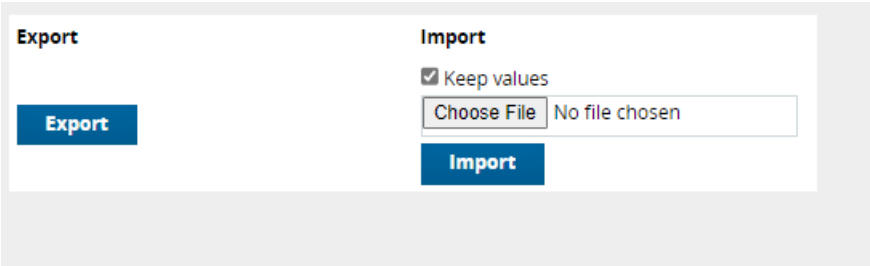 Export
Export
Import
Keep values
Choose File No file chosen
Import